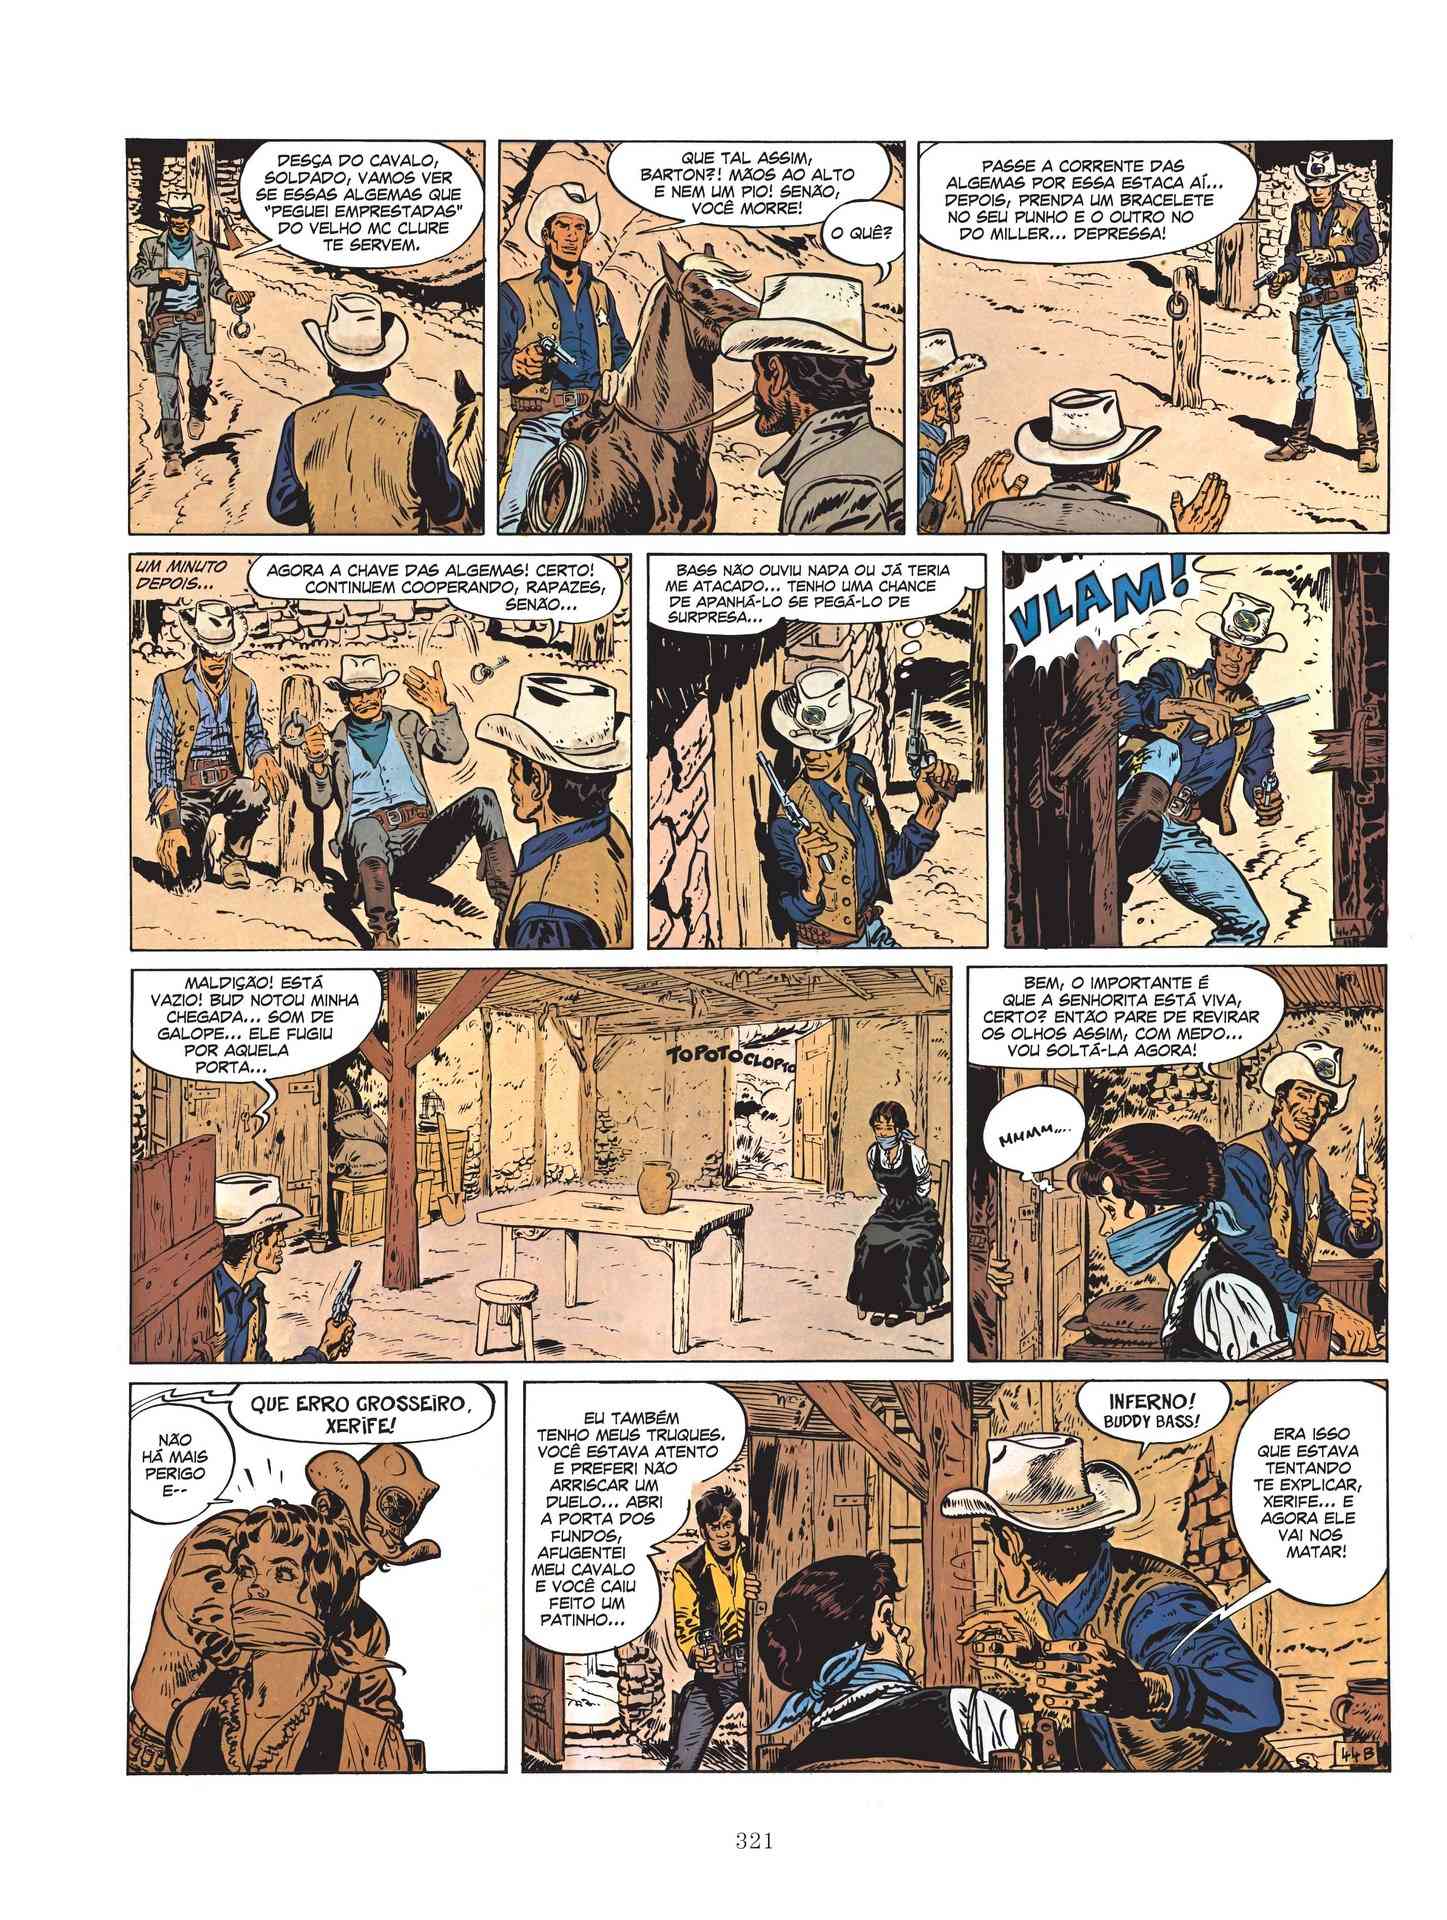 DESÇA DO CAVALO,
SOLDADO, VAMOS VER
SE ESSAS ALGEMAS QUE
"PEGUEI EMPRESTADAS"
DO VELHO MC CLURE
TE SERVEM.
QUE TAL ASSIM,
BARTON?! MÃOS AO ALTO
E NEM UM PIO! SENÃO,
VOCÊ MORRE!
O QUÊ?
PASSE A CORRENTE DAS
ALGEMAS POR ESSA ESTACA AÍ...
DEPOIS, PRENDA UM BRACELETE
NO SEU PUNHO E O OUTRO NO
DO MILLER... DEPRESSA!
UM MINUTO
DEPOIS...
AGORA A CHAVE DAS ALGEMAS! CERTO!
CONTINUEM COOPERANDO, RAPAZES,
SENÃO...
BASS NÃO OUVIU NADA OU JÁ TERIA
ME ATACADO... TENHO UMA CHANCE
DE APANHÁ-LO SE PEGÁ-LO DE
SURPRESA...
VLAM!
44A
MALDIÇÃO! ESTÁ
VAZIO! BUD NOTOU MINHA
CHEGADA... SOM DE
GALOPE... ELE FUGIU
POR AQUELA
PORTA...
TOPOTOCLOPTO
BEM, O IMPORTANTE É
QUE A SENHORITA ESTÁ VIVA,
CERTO? ENTÃO PARE DE REVIRAR
OS OLHOS ASSIM, COM MEDO...
VOU SOLTÁ-LA AGORA!
MMMM....
NÃO
HÁ MAIS
PERIGO
E--
QUE ERRO GROSSEIRO,
XERIFE!
EU TAMBÉM
TENHO MEUS TRUQUES.
VOCÊ ESTAVA ATENTO
E PREFERI NÃO
ARRISCAR UM
DUELO... ABRI
A PORTA DOS
FUNDOS,
AFUGENTEI
MEU CAVALO
E VOCÊ CAIU
FEITO UM
PATINHO...
INFERNO!
BUDDY BASS!
ERA ISSO
QUE ESTAVA
TENTANDO
TE EXPLICAR,
XERIFE... E
AGORA ELE
VAI NOS
MATAR!
44B
321